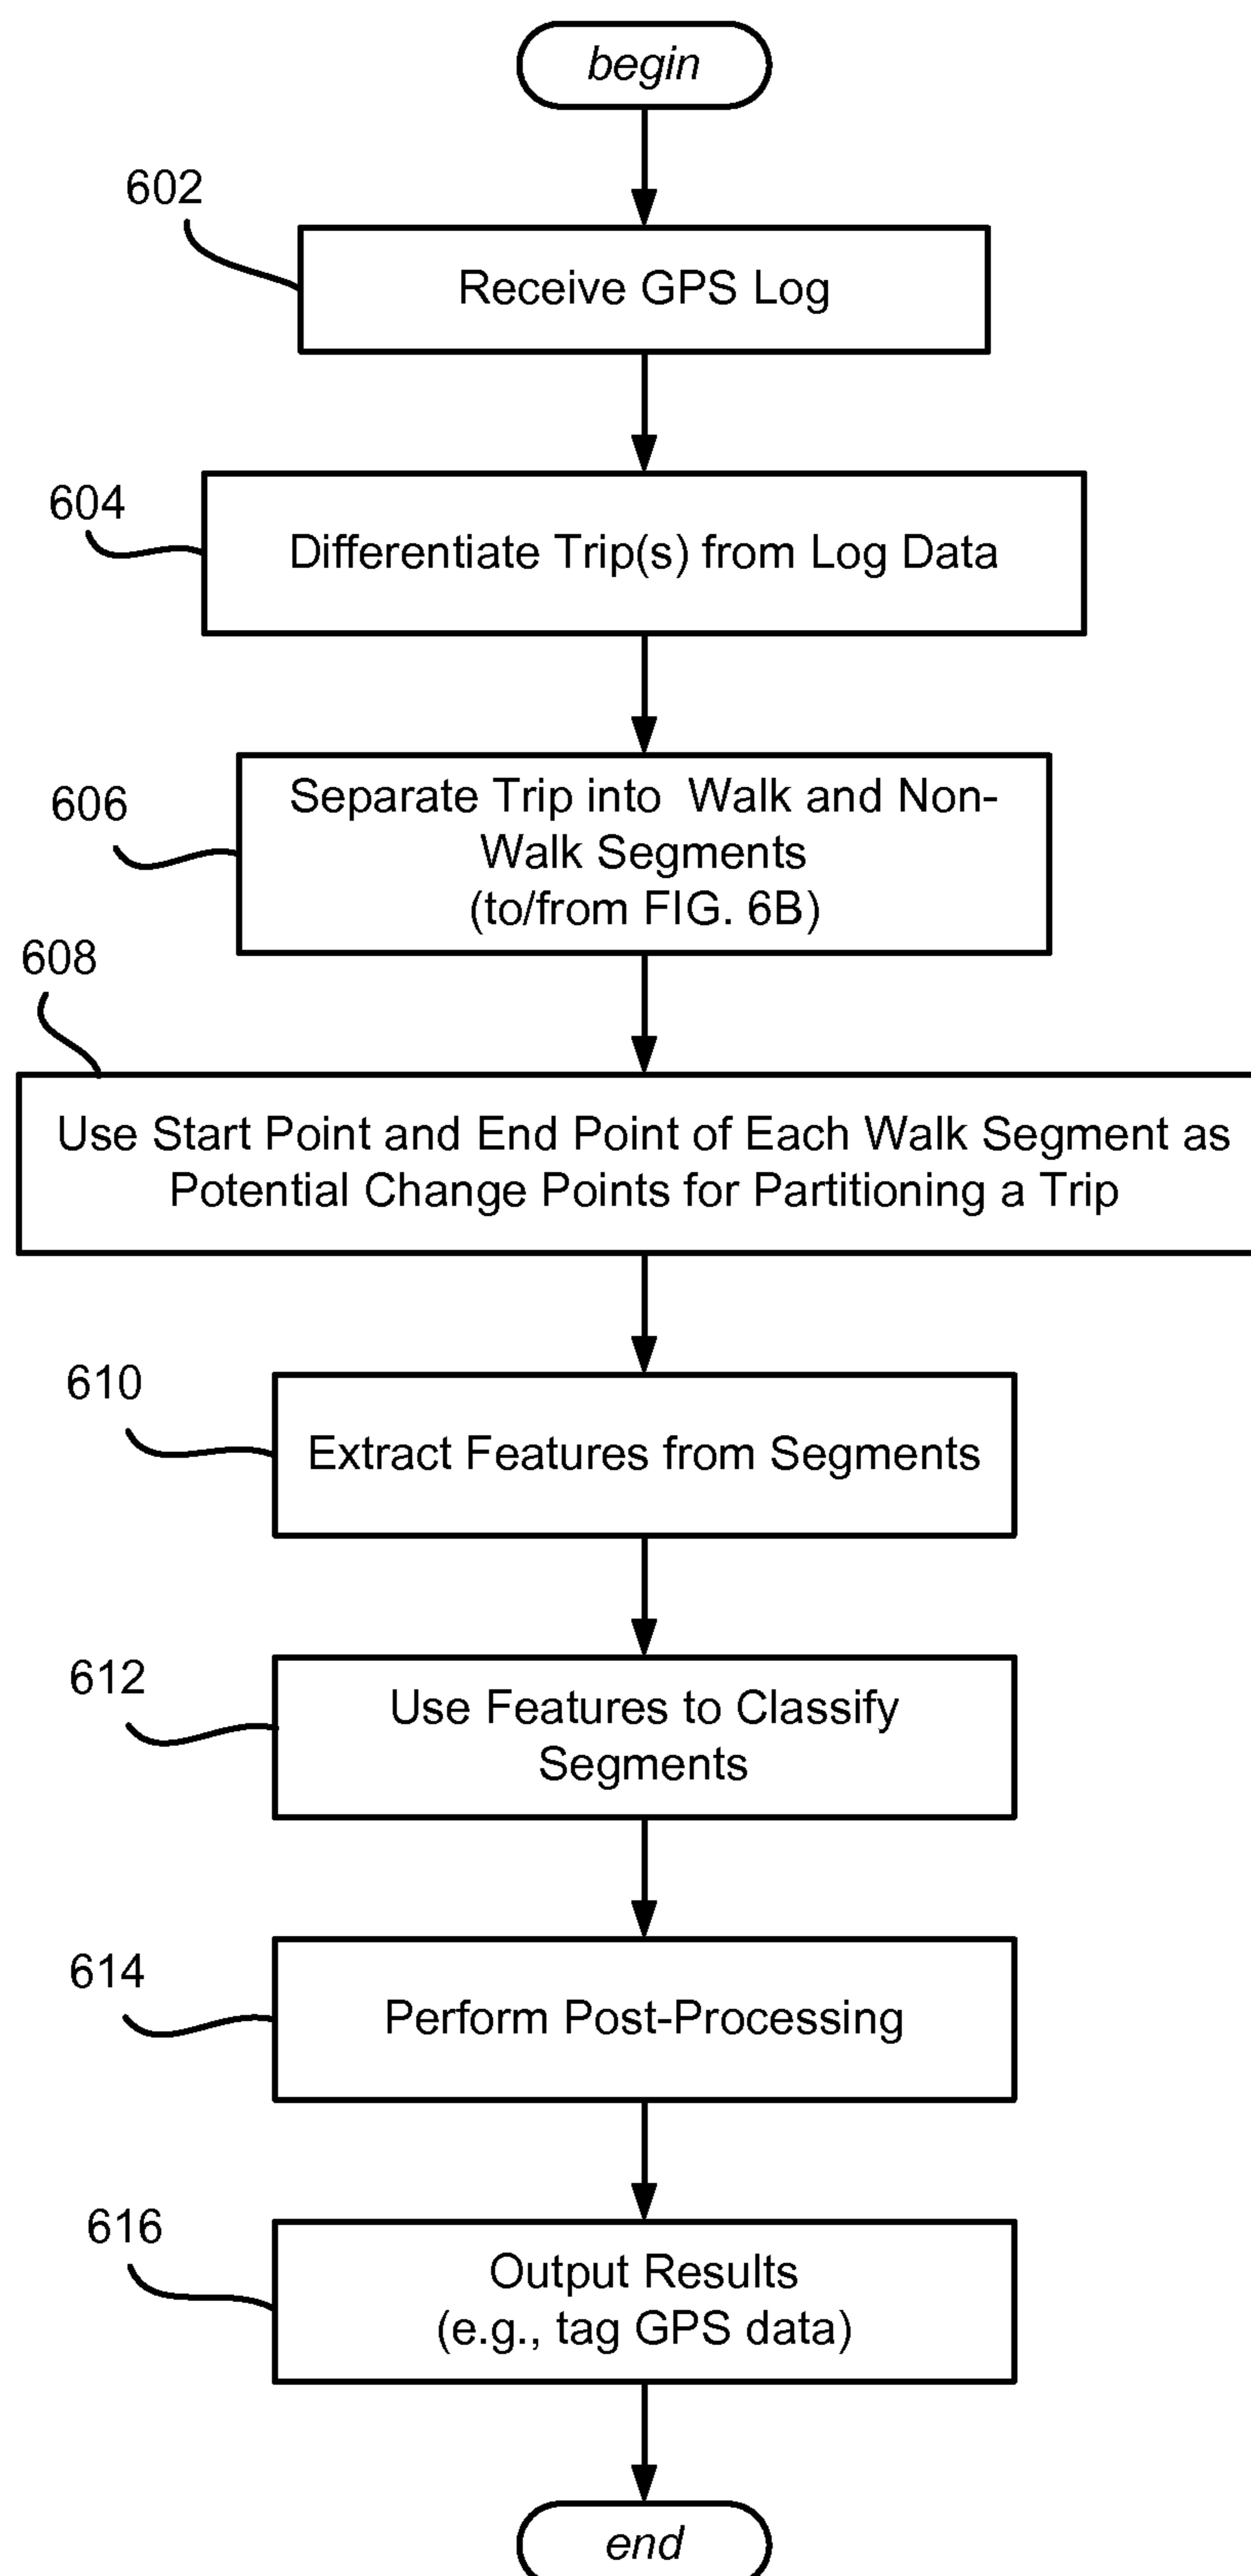 begin
602
Receive GPS Log
604
Differentiate Trip(s) from Log Data
606
Separate Trip into Walk and Non-
Walk Segments
(to/from FIG. 6B)
608
Use Start Point and End Point of Each Walk Segment as
Potential Change Points for Partitioning a Trip
610
Extract Features from Segments
612
Use Features to Classify
Segments
614
Perform Post-Processing
616
Output Results
(e.g., tag GPS data)
end